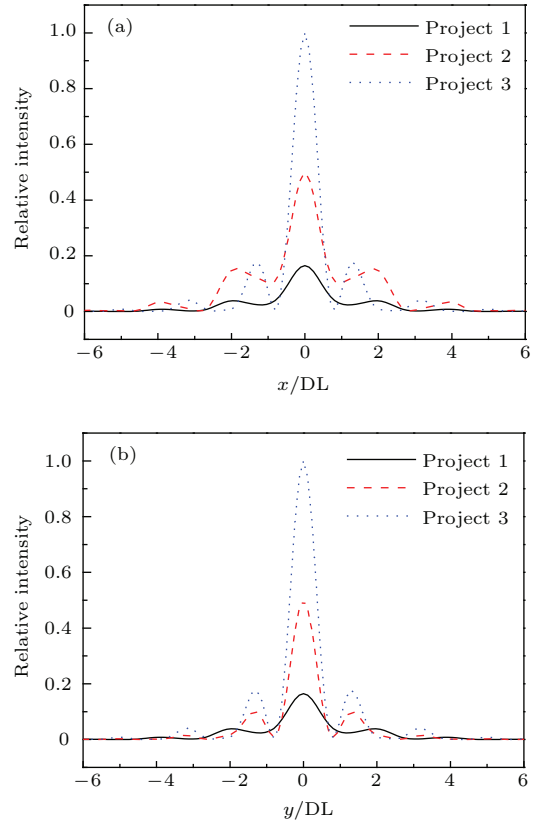 (a)
Project 1
Project 2
Project 3
1.0
0.8
0.6
0.4
0.2
0
Relative intensity
−6 −4 −2 0 2 4 6
x/DL
(b)
Project 1
Project 2
Project 3
1.0
0.8
0.6
0.4
0.2
0
Relative intensity
−6 −4 −2 0 2 4 6
y/DL